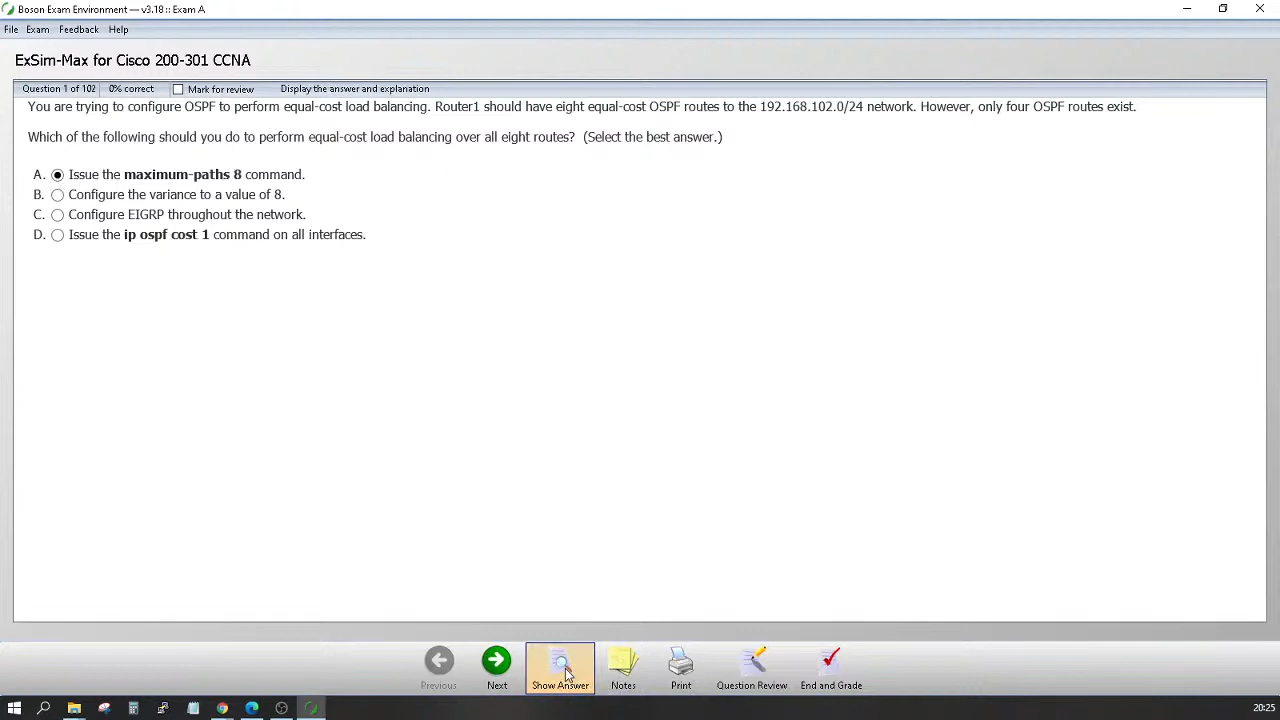 Boson Exam Environment — v3.18 :: Exam A
File Exam Feedback Help
ExSim-Max for Cisco 200-301 CCNA
Question 1 of 102 0% correct Mark for review Display the answer and explanation
You are trying to configure OSPF to perform equal-cost load balancing. Router1 should have eight equal-cost OSPF routes to the 192.168.102.0/24 network. However, only four OSPF routes exist.
Which of the following should you do to perform equal-cost load balancing over all eight routes? (Select the best answer.)
A. Issue the maximum-paths 8 command.
B. Configure the variance to a value of 8.
C. Configure EIGRP throughout the network.
D. Issue the ip ospf cost 1 command on all interfaces.
Previous Next Show Answer Notes Print Question Review End and Grade
20:25